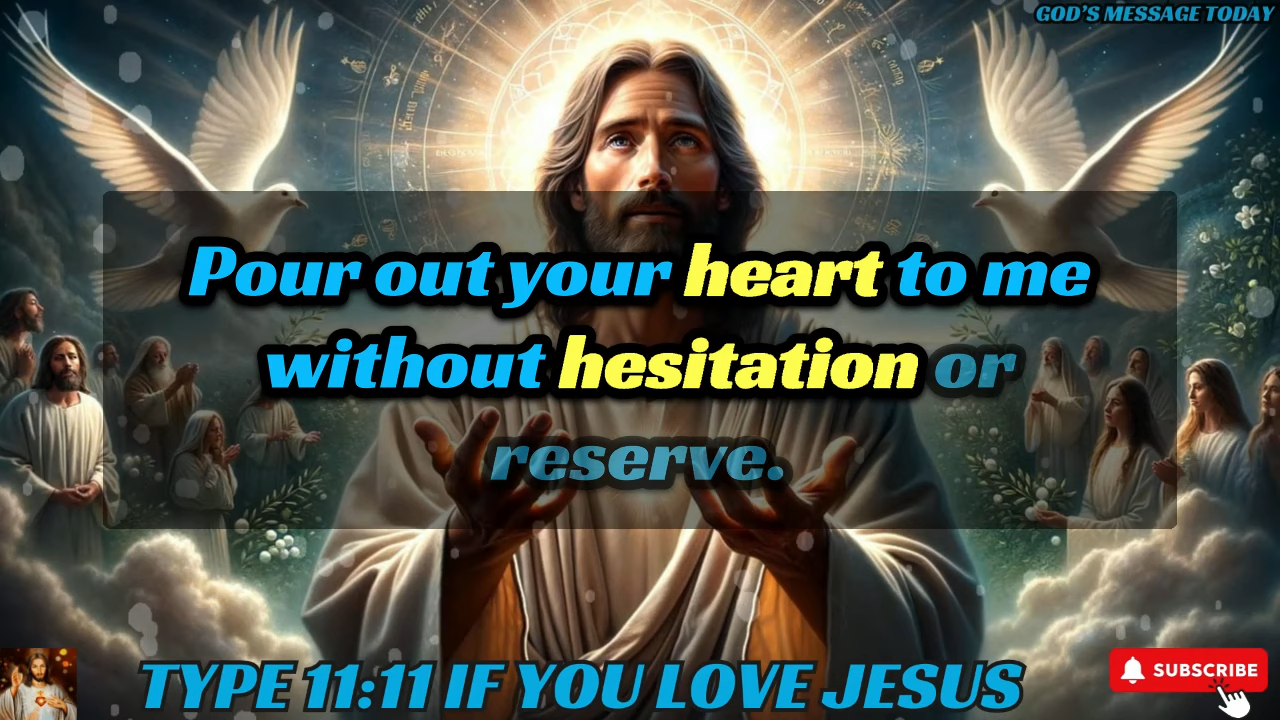 GOD'S MESSAGE TODAY
Pour out your heart to me
without hesitation or
reserve.
TYPE 11:11 IF YOU LOVE JESUS
SUBSCRIBE